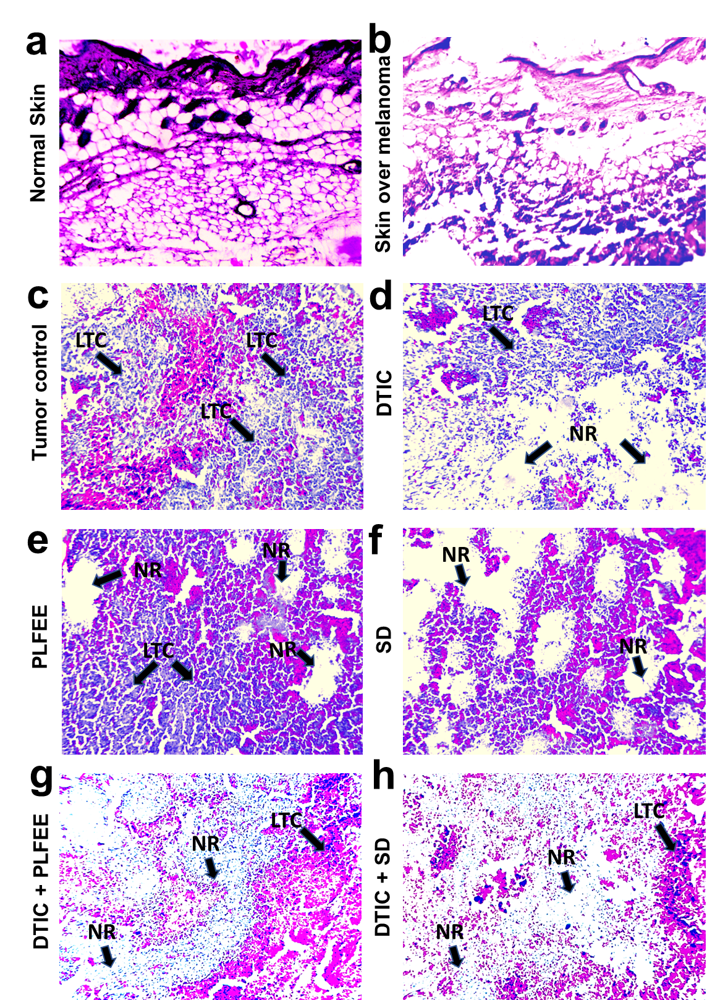 a
Normal Skin
b
Skin over melanoma
c
Tumor control
LTC
LTC
LTC
d
DTIC
LTC
NR
e
PLFEE
NR
NR
LTC
NR
f
SD
NR
NR
g
DTIC + PLFEE
LTC
NR
NR
h
DTIC + SD
LTC
NR
NR